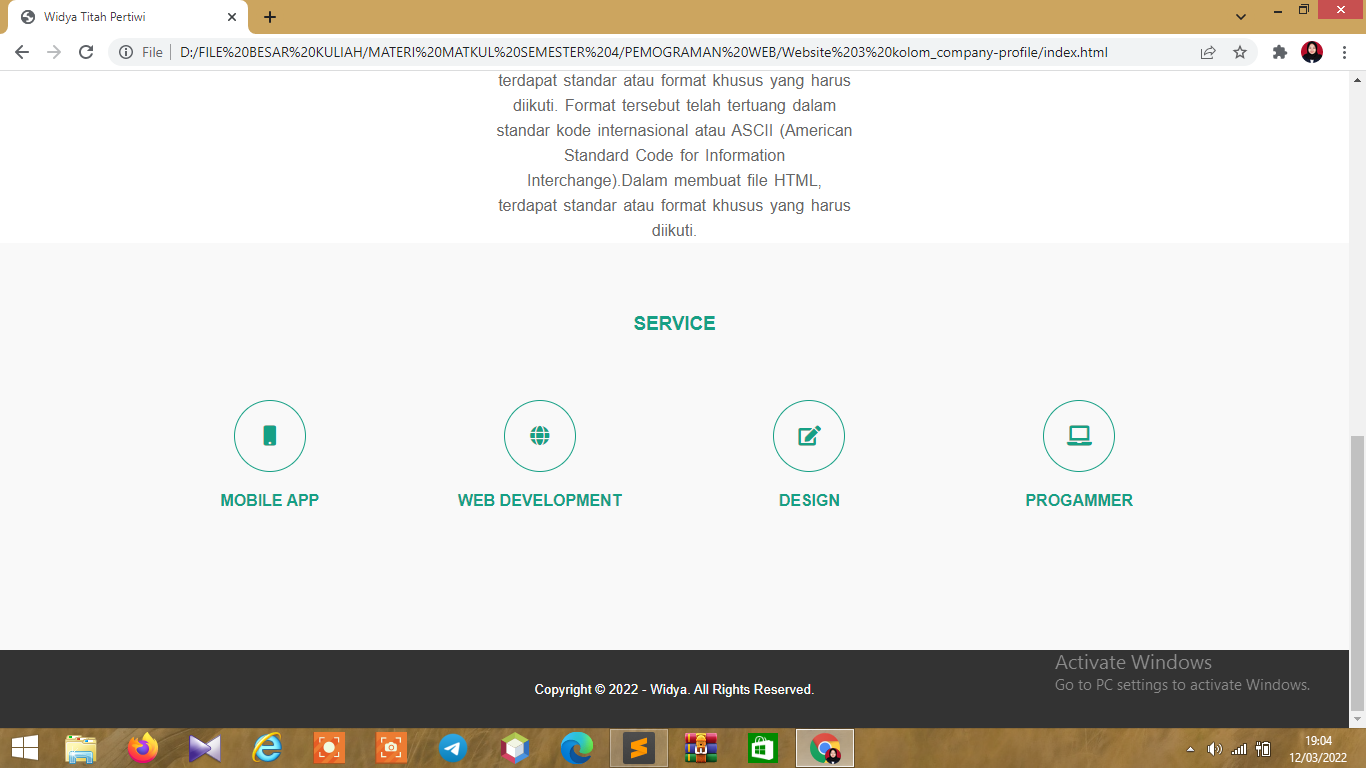 Widya Titah Pertiwi
File
D:/FILE%20BESAR%20KULIAH/MATERI%20MATKUL%20SEMESTER%204/PEMOGRAMAN%20WEB/Website%203%20kolom_company-profile/index.html
terdapat standar atau format khusus yang harus
diikuti. Format tersebut telah tertuang dalam
standar kode internasional atau ASCII (American
Standard Code for Information
Interchange).Dalam membuat file HTML,
terdapat standar atau format khusus yang harus
diikuti.
SERVICE
MOBILE APP
WEB DEVELOPMENT
DESIGN
PROGAMMER
Activate Windows
Go to PC settings to activate Windows.
Copyright © 2022 - Widya. All Rights Reserved.
19:04
12/03/2022